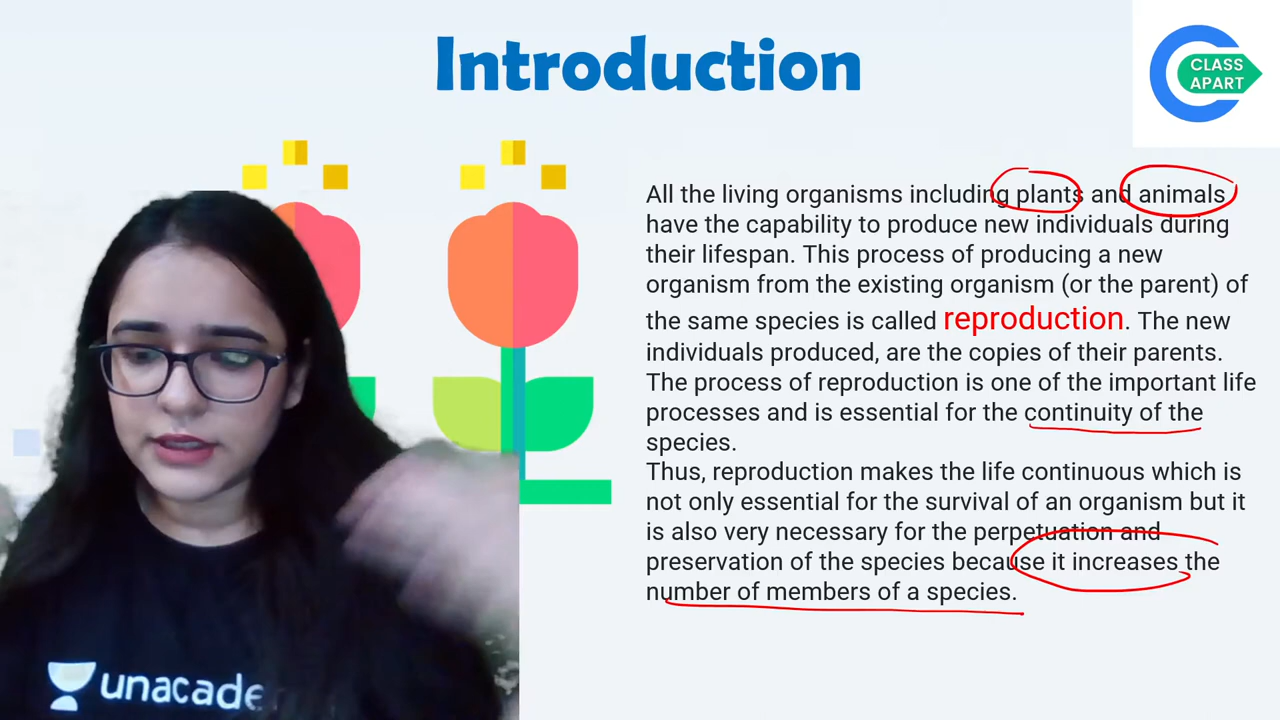 Introduction
CLASS
APART
All the living organisms including plants and animals
have the capability to produce new individuals during
their lifespan. This process of producing a new
organism from the existing organism (or the parent) of
the same species is called reproduction. The new
individuals produced, are the copies of their parents.
The process of reproduction is one of the important life
processes and is essential for the continuity of the
species.
Thus, reproduction makes the life continuous which is
not only essential for the survival of an organism but it
is also very necessary for the perpetuation and
preservation of the species because it increases the
number of members of a species.
unacade